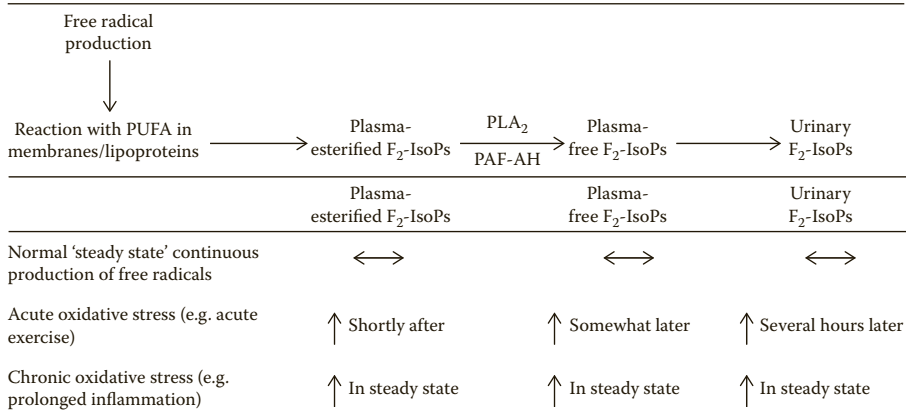 Free radical
production
Reaction with PUFA in
membranes/lipoproteins
Plasma-
esterified F₂-IsoPs
PLA₂
PAF-AH
Plasma-
free F₂-IsoPs
Urinary
F₂-IsoPs
Plasma-
esterified F₂-IsoPs
Plasma-
free F₂-IsoPs
Urinary
F₂-IsoPs
Normal ‘steady state’ continuous
production of free radicals
Acute oxidative stress (e.g. acute
exercise)
Shortly after
Somewhat later
Several hours later
Chronic oxidative stress (e.g.
prolonged inflammation)
In steady state
In steady state
In steady state